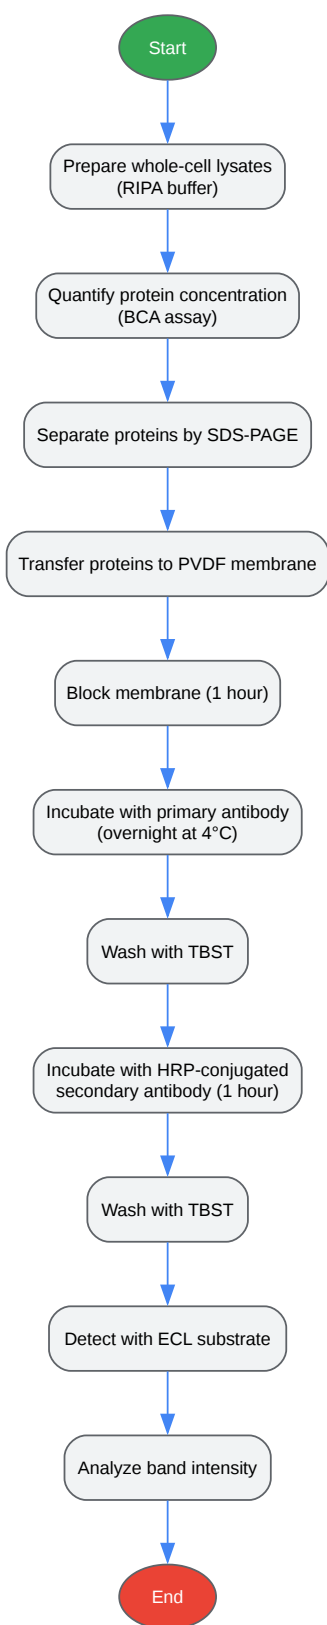 Start
Prepare whole-cell lysates
(RIPA buffer)
Quantify protein concentration
(BCA assay)
Separate proteins by SDS-PAGE
Transfer proteins to PVDF membrane
Block membrane (1 hour)
Incubate with primary antibody
(overnight at 4°C)
Wash with TBST
Incubate with HRP-conjugated
secondary antibody (1 hour)
Wash with TBST
Detect with ECL substrate
Analyze band intensity
End